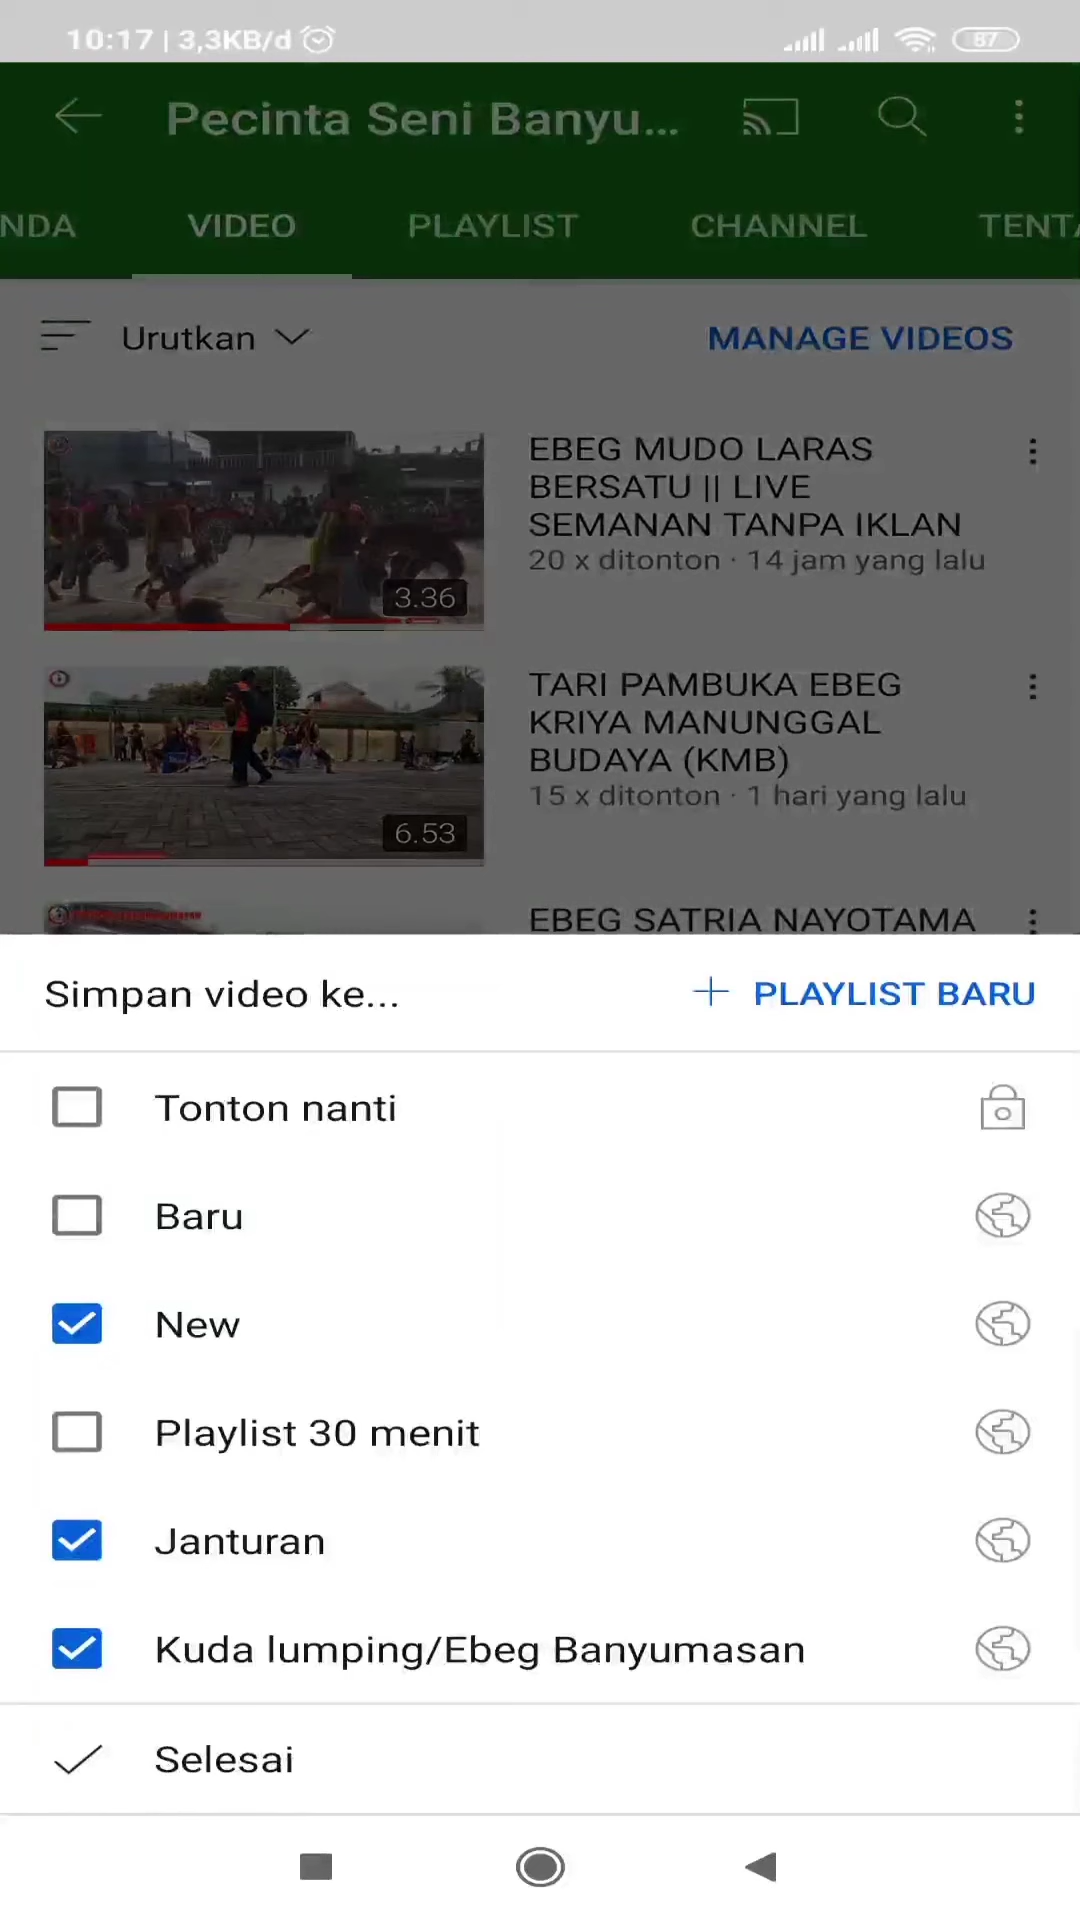 10:17 | 3,3KB/d
87
Pecinta Seni Banyu...
NDA VIDEO PLAYLIST CHANNEL TENTA
Urutkan
MANAGE VIDEOS
EBEG MUDO LARAS
BERSATU || LIVE
SEMANAN TANPA IKLAN
20 x ditonton · 14 jam yang lalu
3.36
TARI PAMBUKA EBEG
KRIYA MANUNGGAL
BUDAYA (KMB)
15 x ditonton · 1 hari yang lalu
6.53
EBEG SATRIA NAYOTAMA
Simpan video ke...
PLAYLIST BARU
Tonton nanti
Baru
New
Playlist 30 menit
Janturan
Kuda lumping/Ebeg Banyumasan
Selesai